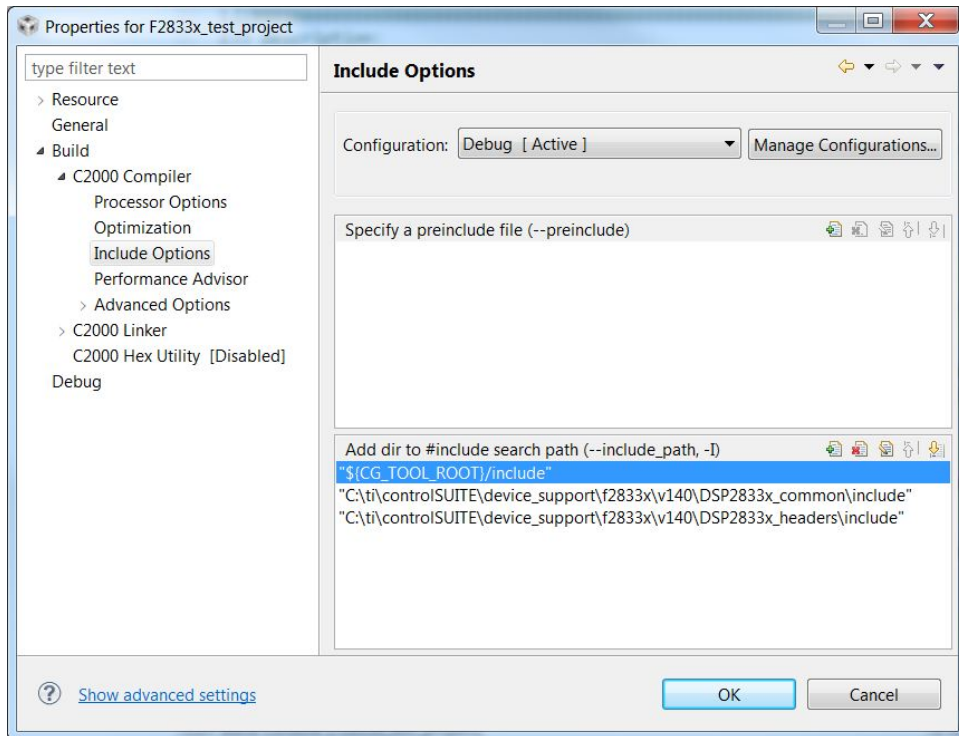 Properties for F2833x_test_project
type filter text
Resource
General
Build
C2000 Compiler
Processor Options
Optimization
Include Options
Performance Advisor
Advanced Options
C2000 Linker
C2000 Hex Utility [Disabled]
Debug
Include Options
Configuration: Debug [ Active ] Manage Configurations...
Specify a preinclude file (--preinclude)
Add dir to #include search path (--include_path, -I)
"${CG_TOOL_ROOT}/include"
"C:\ti\controlSUITE\device_support\f2833x\v140\DSP2833x_common\include"
"C:\ti\controlSUITE\device_support\f2833x\v140\DSP2833x_headers\include"
Show advanced settings
OK
Cancel